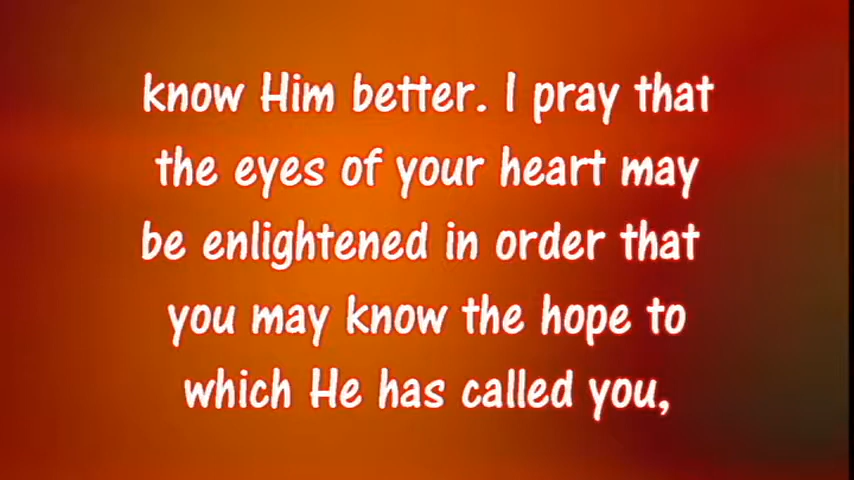 know Him better. I pray that
the eyes of your heart may
be enlightened in order that
you may know the hope to
which He has called you,